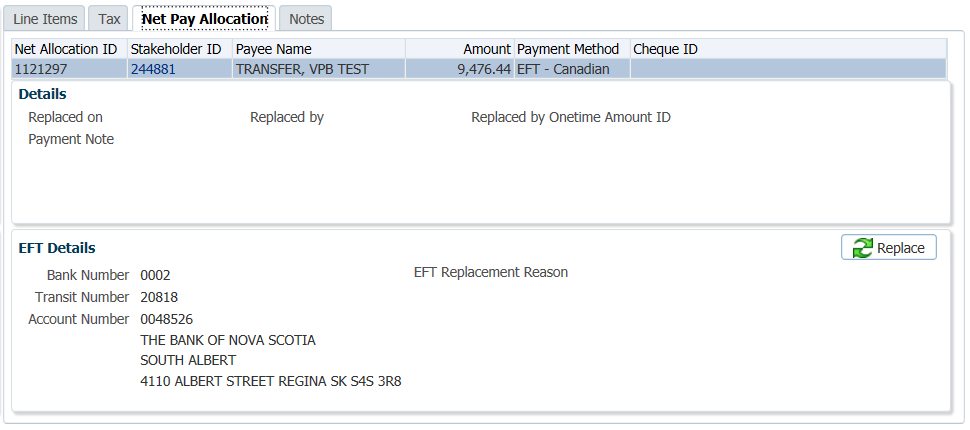 Line Items Tax Net Pay Allocation Notes
Net Allocation ID Stakeholder ID Payee Name Amount Payment Method Cheque ID
1121297 244881 TRANSFER, VPB TEST 9,476.44 EFT - Canadian
Details
Replaced on Replaced by Replaced by Onetime Amount ID
Payment Note
EFT Details Replace
Bank Number 0002 EFT Replacement Reason
Transit Number 20818
Account Number 0048526
THE BANK OF NOVA SCOTIA
SOUTH ALBERT
4110 ALBERT STREET REGINA SK S4S 3R8